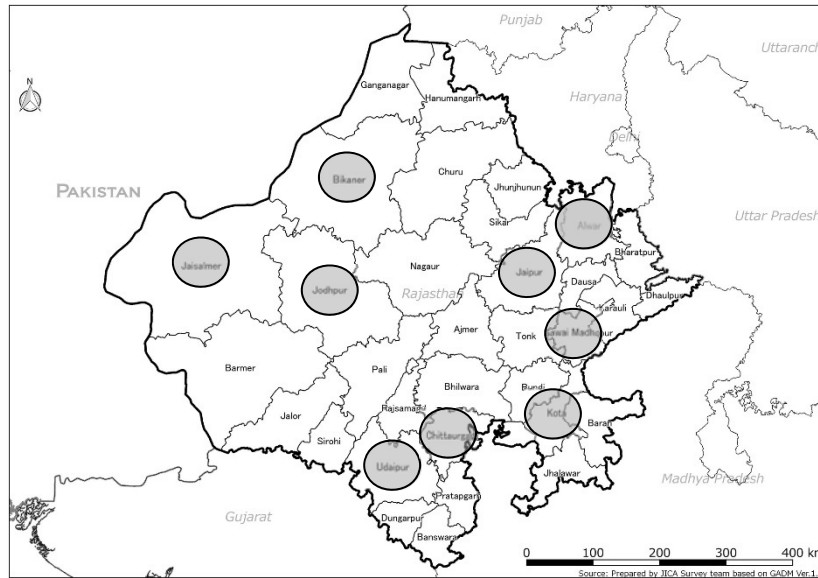 Punjab
Uttaranch
Ganganagar
N
Hanumangarh
Haryana
Delhi
Bikaner
Churu
PAKISTAN
Jhunjhunun
Sikar
Alwar
Uttar Pradesh
Bharatpur
Jaisalmer
Nagaur
Jaipur
Dausa
Jodhpur
Rajasthan
Dhaulpur
Karauli
Ajmer
Tonk
Sawai Madhopur
Barmer
Pali
Bhilwara
Bundi
Rajsamand
Kota
Jalor
Baran
Sirohi
Chittaurgarh
Udaipur
Jhalawar
Madhya Pradesh
Pratapgarh
Gujarat
Dungarpur
Banswara
0 100 200 300 400 km
Source: Prepared by JICA Survey team based on GADM Ver.1.